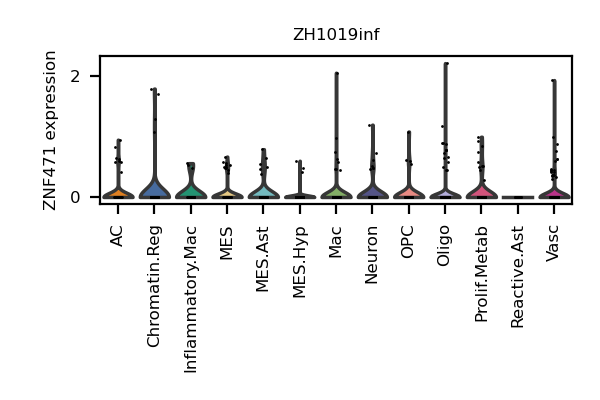 ZH1019inf
ZNF471 expression
2
0
AC
Chromatin.Reg
Inflammatory.Mac
MES
MES.Ast
MES.Hyp
Mac
Neuron
OPC
Oligo
Prolif.Metab
Reactive.Ast
Vasc